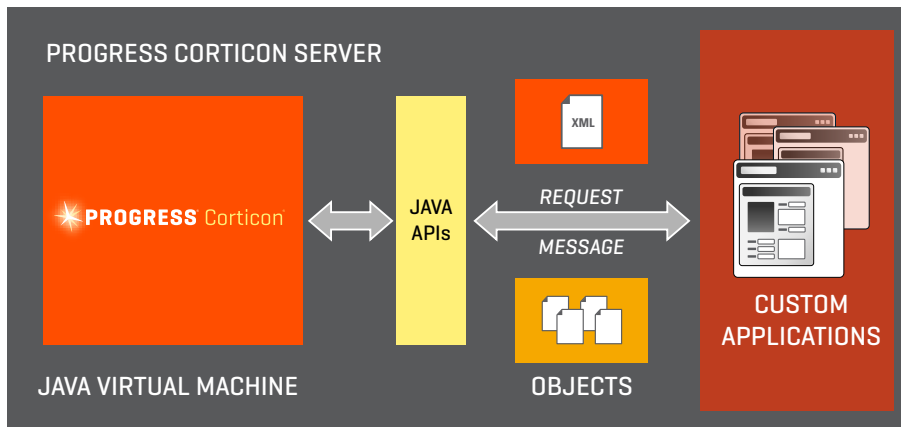 PROGRESS CORTICON SERVER
PROGRESS Corticon
JAVA VIRTUAL MACHINE
JAVA
APIs
XML
REQUEST
MESSAGE
OBJECTS
CUSTOM
APPLICATIONS